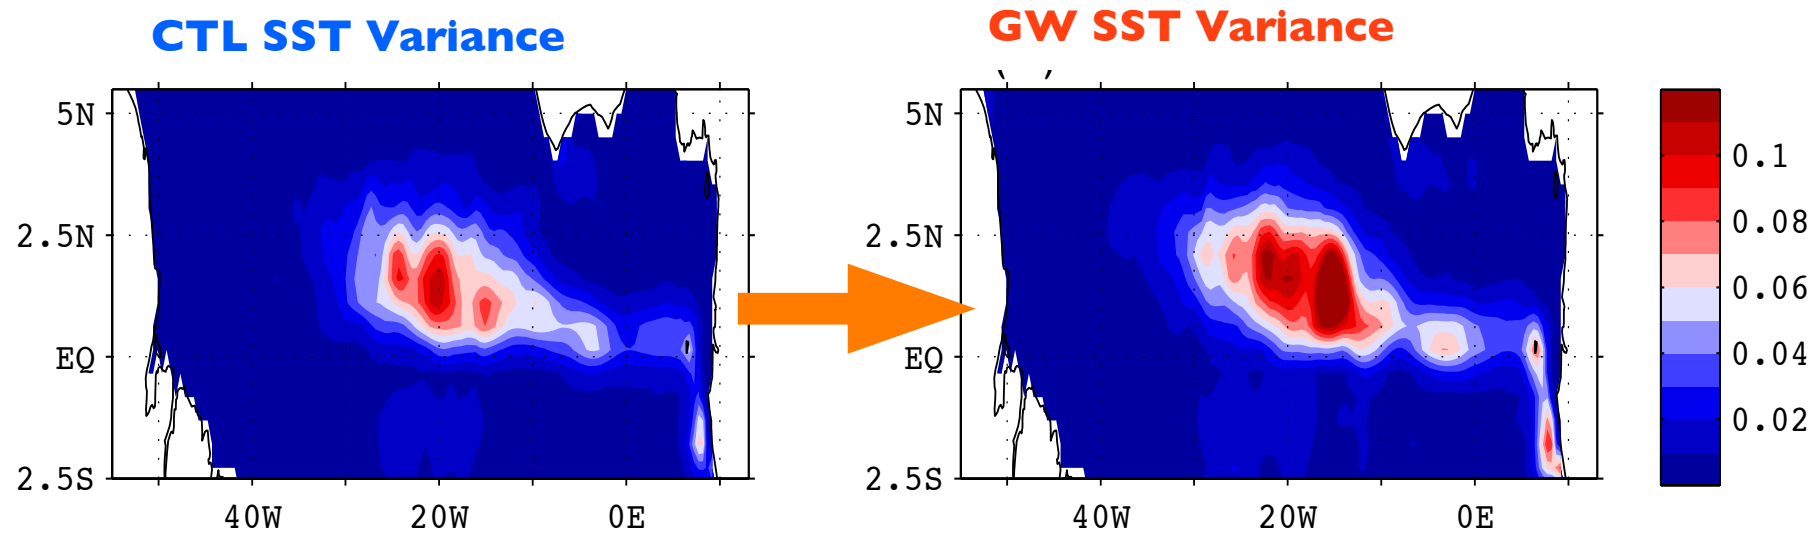 CTL SST Variance
GW SST Variance
5N
2.5N
EQ
2.5S
40W
20W
0E
5N
2.5N
EQ
2.5S
40W
20W
0E
0.1
0.08
0.06
0.04
0.02